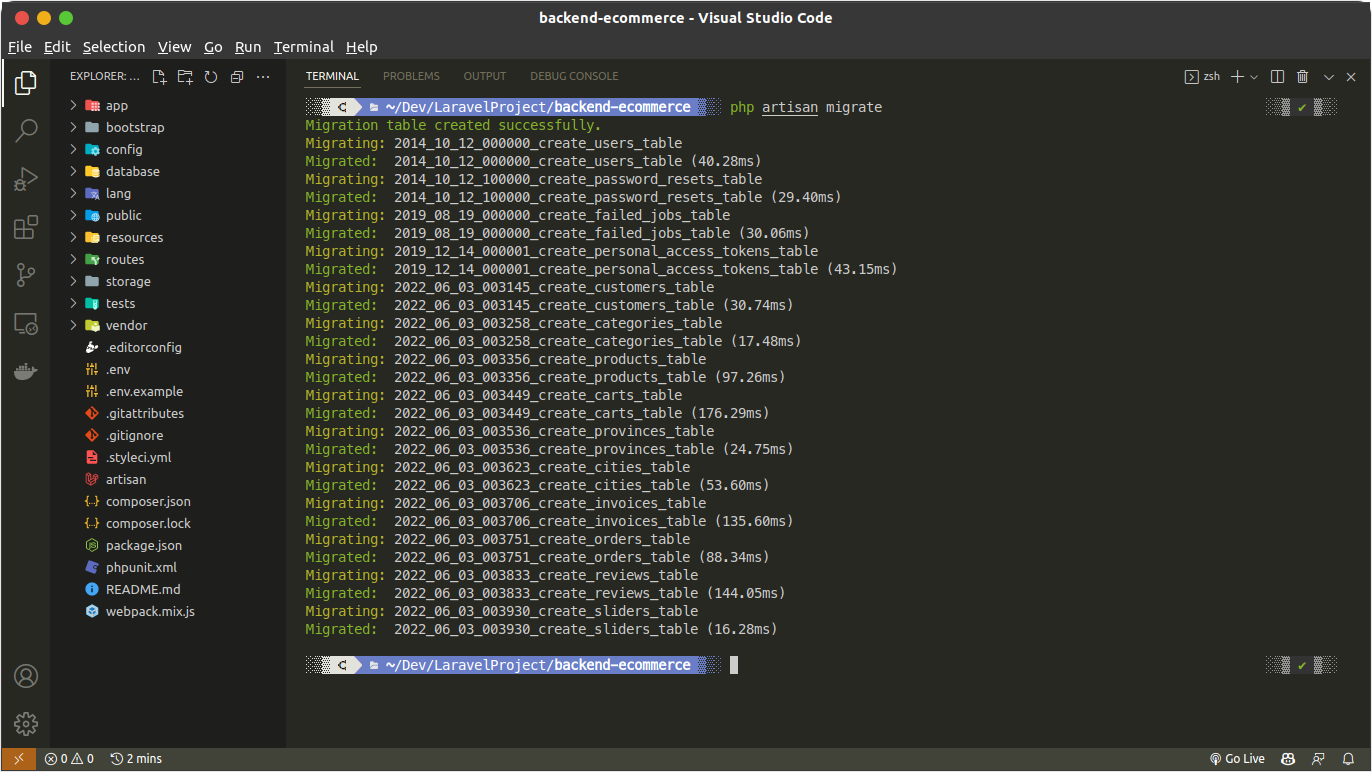 backend-ecommerce - Visual Studio Code
File Edit Selection View Go Run Terminal Help
EXPLORER: ...
app
bootstrap
config
database
lang
public
resources
routes
storage
tests
vendor
.editorconfig
.env
.env.example
.gitattributes
.gitignore
.styleci.yml
artisan
composer.json
composer.lock
package.json
phpunit.xml
README.md
webpack.mix.js
TERMINAL PROBLEMS OUTPUT DEBUG CONSOLE
zsh
~/Dev/LaravelProject/backend-ecommerce php artisan migrate
Migration table created successfully.
Migrating: 2014_10_12_000000_create_users_table
Migrated: 2014_10_12_000000_create_users_table (40.28ms)
Migrating: 2014_10_12_100000_create_password_resets_table
Migrated: 2014_10_12_100000_create_password_resets_table (29.40ms)
Migrating: 2019_08_19_000000_create_failed_jobs_table
Migrated: 2019_08_19_000000_create_failed_jobs_table (30.06ms)
Migrating: 2019_12_14_000001_create_personal_access_tokens_table
Migrated: 2019_12_14_000001_create_personal_access_tokens_table (43.15ms)
Migrating: 2022_06_03_003145_create_customers_table
Migrated: 2022_06_03_003145_create_customers_table (30.74ms)
Migrating: 2022_06_03_003258_create_categories_table
Migrated: 2022_06_03_003258_create_categories_table (17.48ms)
Migrating: 2022_06_03_003356_create_products_table
Migrated: 2022_06_03_003356_create_products_table (97.26ms)
Migrating: 2022_06_03_003449_create_carts_table
Migrated: 2022_06_03_003449_create_carts_table (176.29ms)
Migrating: 2022_06_03_003536_create_provinces_table
Migrated: 2022_06_03_003536_create_provinces_table (24.75ms)
Migrating: 2022_06_03_003623_create_cities_table
Migrated: 2022_06_03_003623_create_cities_table (53.60ms)
Migrating: 2022_06_03_003706_create_invoices_table
Migrated: 2022_06_03_003706_create_invoices_table (135.60ms)
Migrating: 2022_06_03_003751_create_orders_table
Migrated: 2022_06_03_003751_create_orders_table (88.34ms)
Migrating: 2022_06_03_003833_create_reviews_table
Migrated: 2022_06_03_003833_create_reviews_table (144.05ms)
Migrating: 2022_06_03_003930_create_sliders_table
Migrated: 2022_06_03_003930_create_sliders_table (16.28ms)
~/Dev/LaravelProject/backend-ecommerce
0 0 2 mins
Go Live